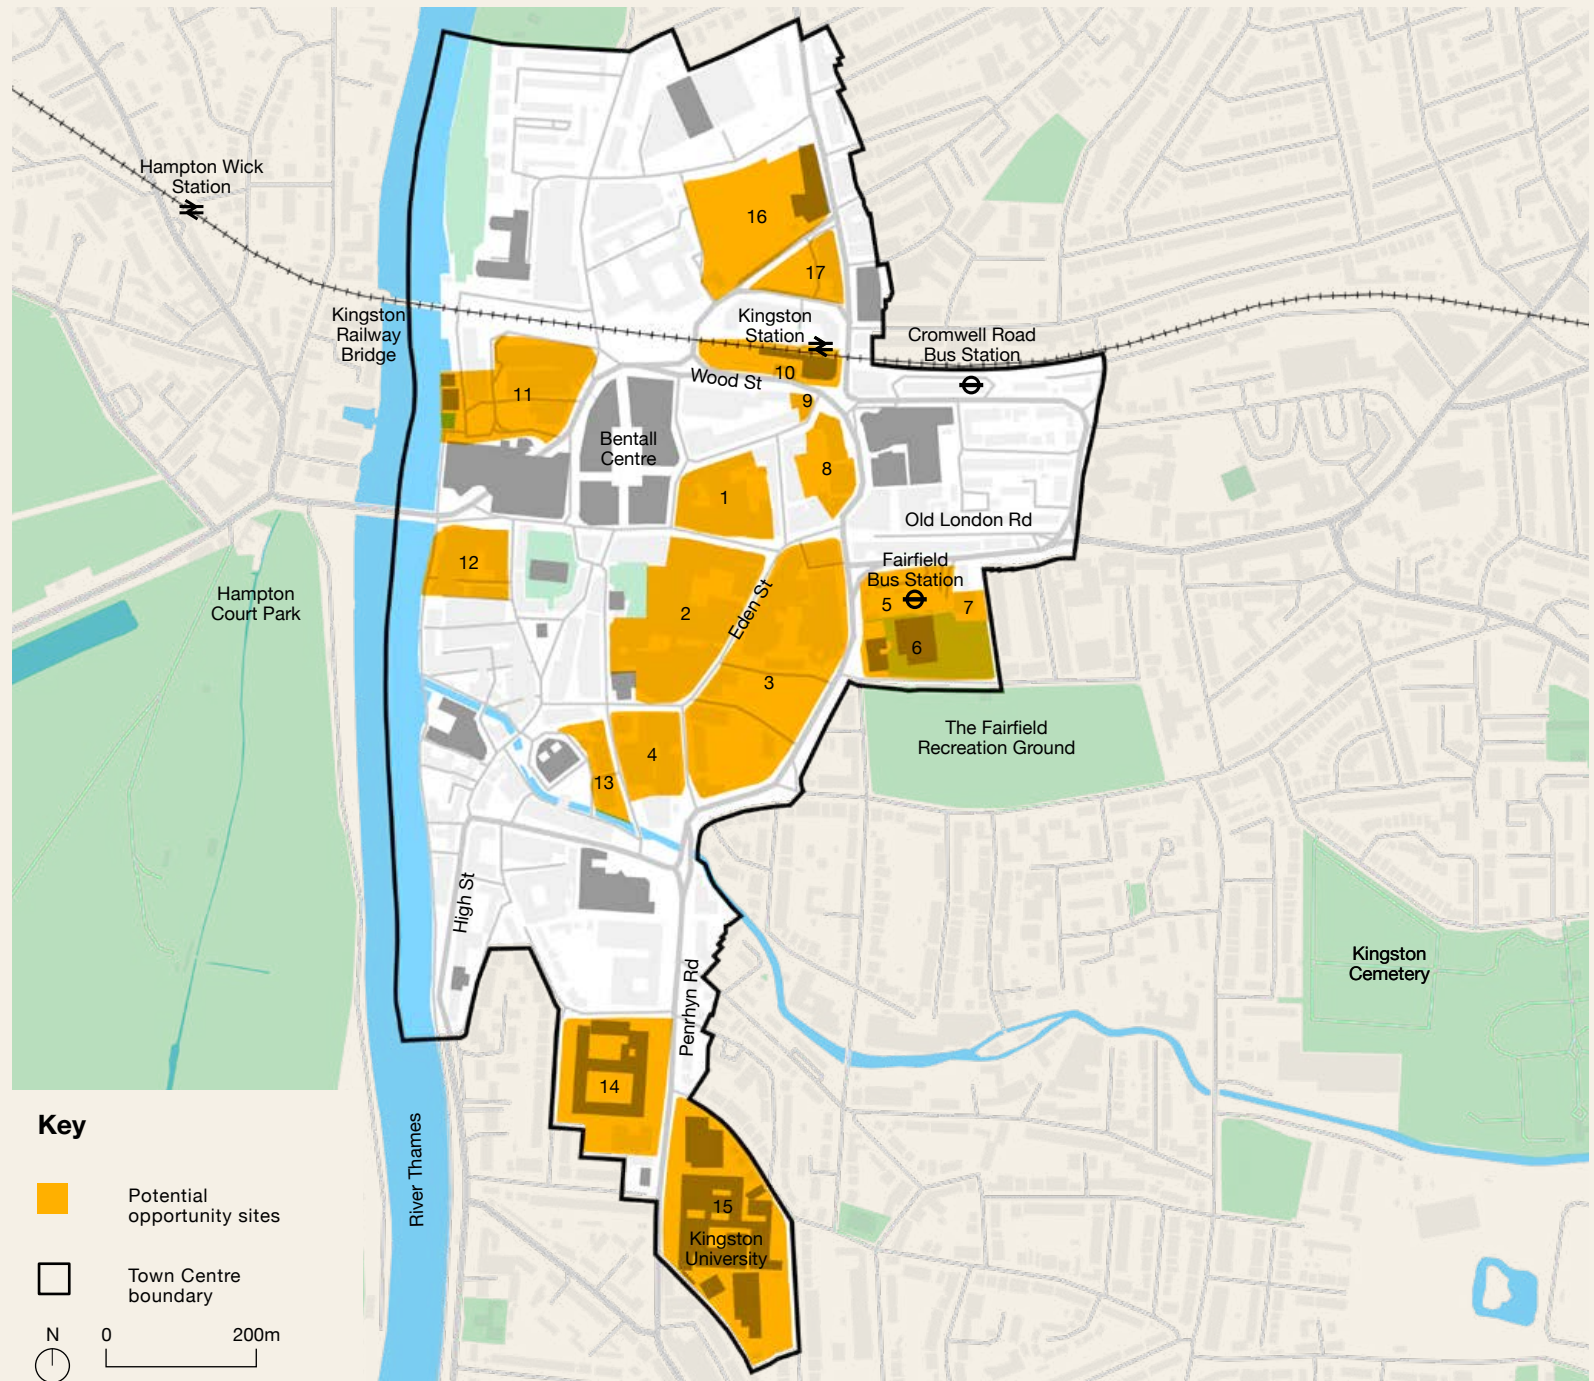 Hampton Wick
Station
16
17
Kingston
Railway
Bridge
Kingston
Station
Cromwell Road
Bus Station
Wood St
10
11
9
Bentall
Centre
8
1
Old London Rd
12
Fairfield
Bus Station
Hampton
Court Park
2
Eden St
5
7
6
3
The Fairfield
Recreation Ground
4
13
High St
Kingston
Cemetery
Penrhyn Rd
14
Key
River Thames
Potential
opportunity sites
15
Kingston
University
Town Centre
boundary
N
0
200m